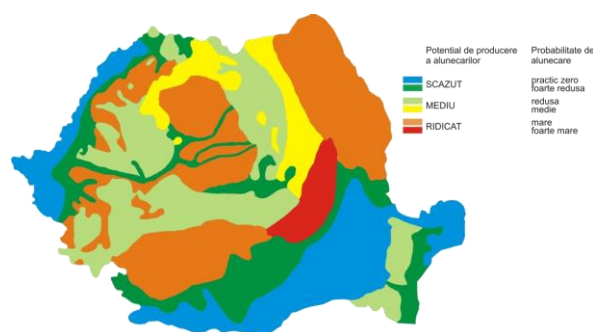 Potential de producere
a alunecarilor
Probabilitate de
alunecare
SCAZUT
practic zero
foarte redusa
MEDIU
redusa
medie
RIDICAT
mare
foarte mare